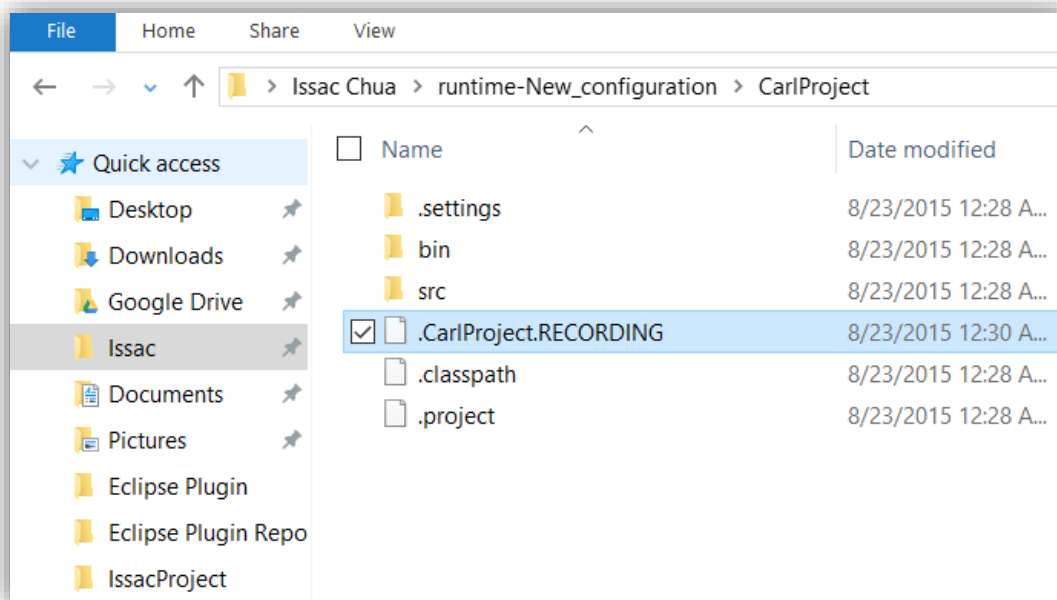 File Home Share View
Issac Chua > runtime-New_configuration > CarlProject
Quick access
Desktop
Downloads
Google Drive
Issac
Documents
Pictures
Eclipse Plugin
Eclipse Plugin Repo
IssacProject
Name Date modified
.settings 8/23/2015 12:28 A...
bin 8/23/2015 12:28 A...
src 8/23/2015 12:28 A...
.CarlProject.RECORDING 8/23/2015 12:30 A...
.classpath 8/23/2015 12:28 A...
.project 8/23/2015 12:28 A...